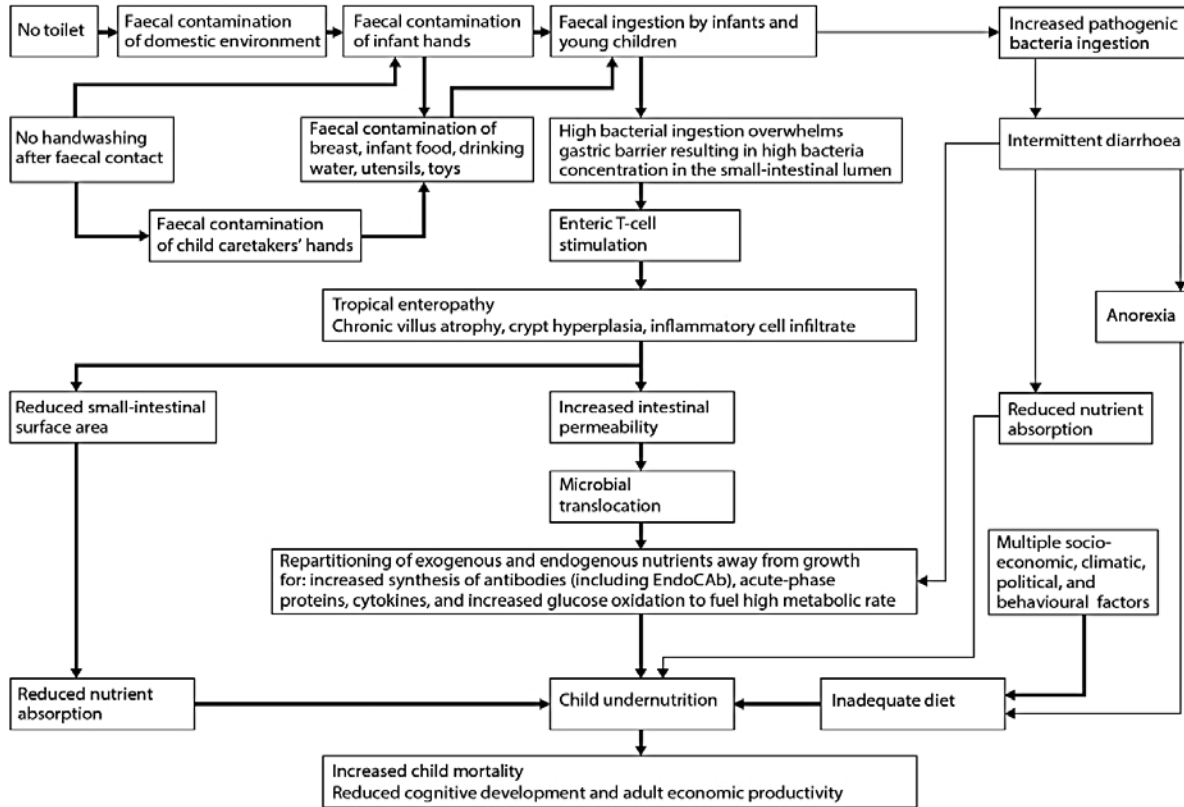 No toilet
Faecal contamination
of domestic environment
Faecal contamination
of infant hands
Faecal ingestion by infants and
young children
Increased pathogenic
bacteria ingestion
No handwashing
after faecal contact
Faecal contamination of
breast, infant food, drinking
water, utensils, toys
High bacterial ingestion overwhelms
gastric barrier resulting in high bacteria
concentration in the small-intestinal lumen
Intermittent diarrhoea
Faecal contamination
of child caretakers’ hands
Enteric T-cell
stimulation
Tropical enteropathy
Chronic villus atrophy, crypt hyperplasia, inflammatory cell infiltrate
Anorexia
Reduced small-intestinal
surface area
Increased intestinal
permeability
Reduced nutrient
absorption
Microbial
translocation
Repartitioning of exogenous and endogenous nutrients away from growth
for: increased synthesis of antibodies (including EndoCAb), acute-phase
proteins, cytokines, and increased glucose oxidation to fuel high metabolic rate
Multiple socio-
economic, climatic,
political, and
behavioural factors
Reduced nutrient
absorption
Child undernutrition
Inadequate diet
Increased child mortality
Reduced cognitive development and adult economic productivity